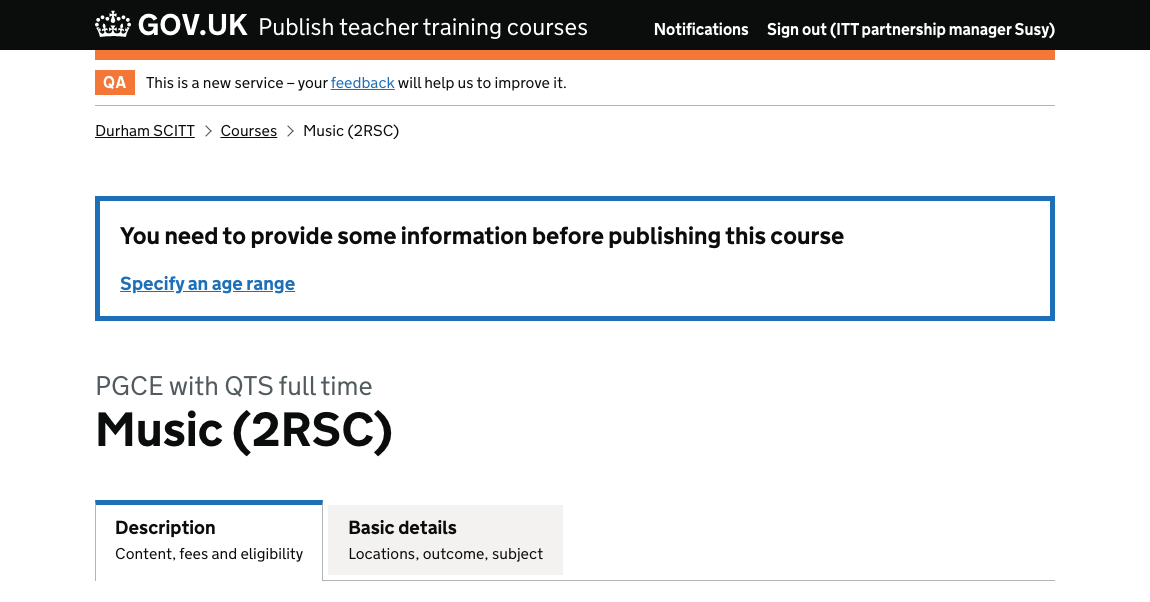 GOV.UK Publish teacher training courses Notifications Sign out (ITT partnership manager Susy)
QA This is a new service – your feedback will help us to improve it.
Durham SCITT > Courses > Music (2RSC)
You need to provide some information before publishing this course
Specify an age range
PGCE with QTS full time
Music (2RSC)
Description Basic details
Content, fees and eligibility Locations, outcome, subject